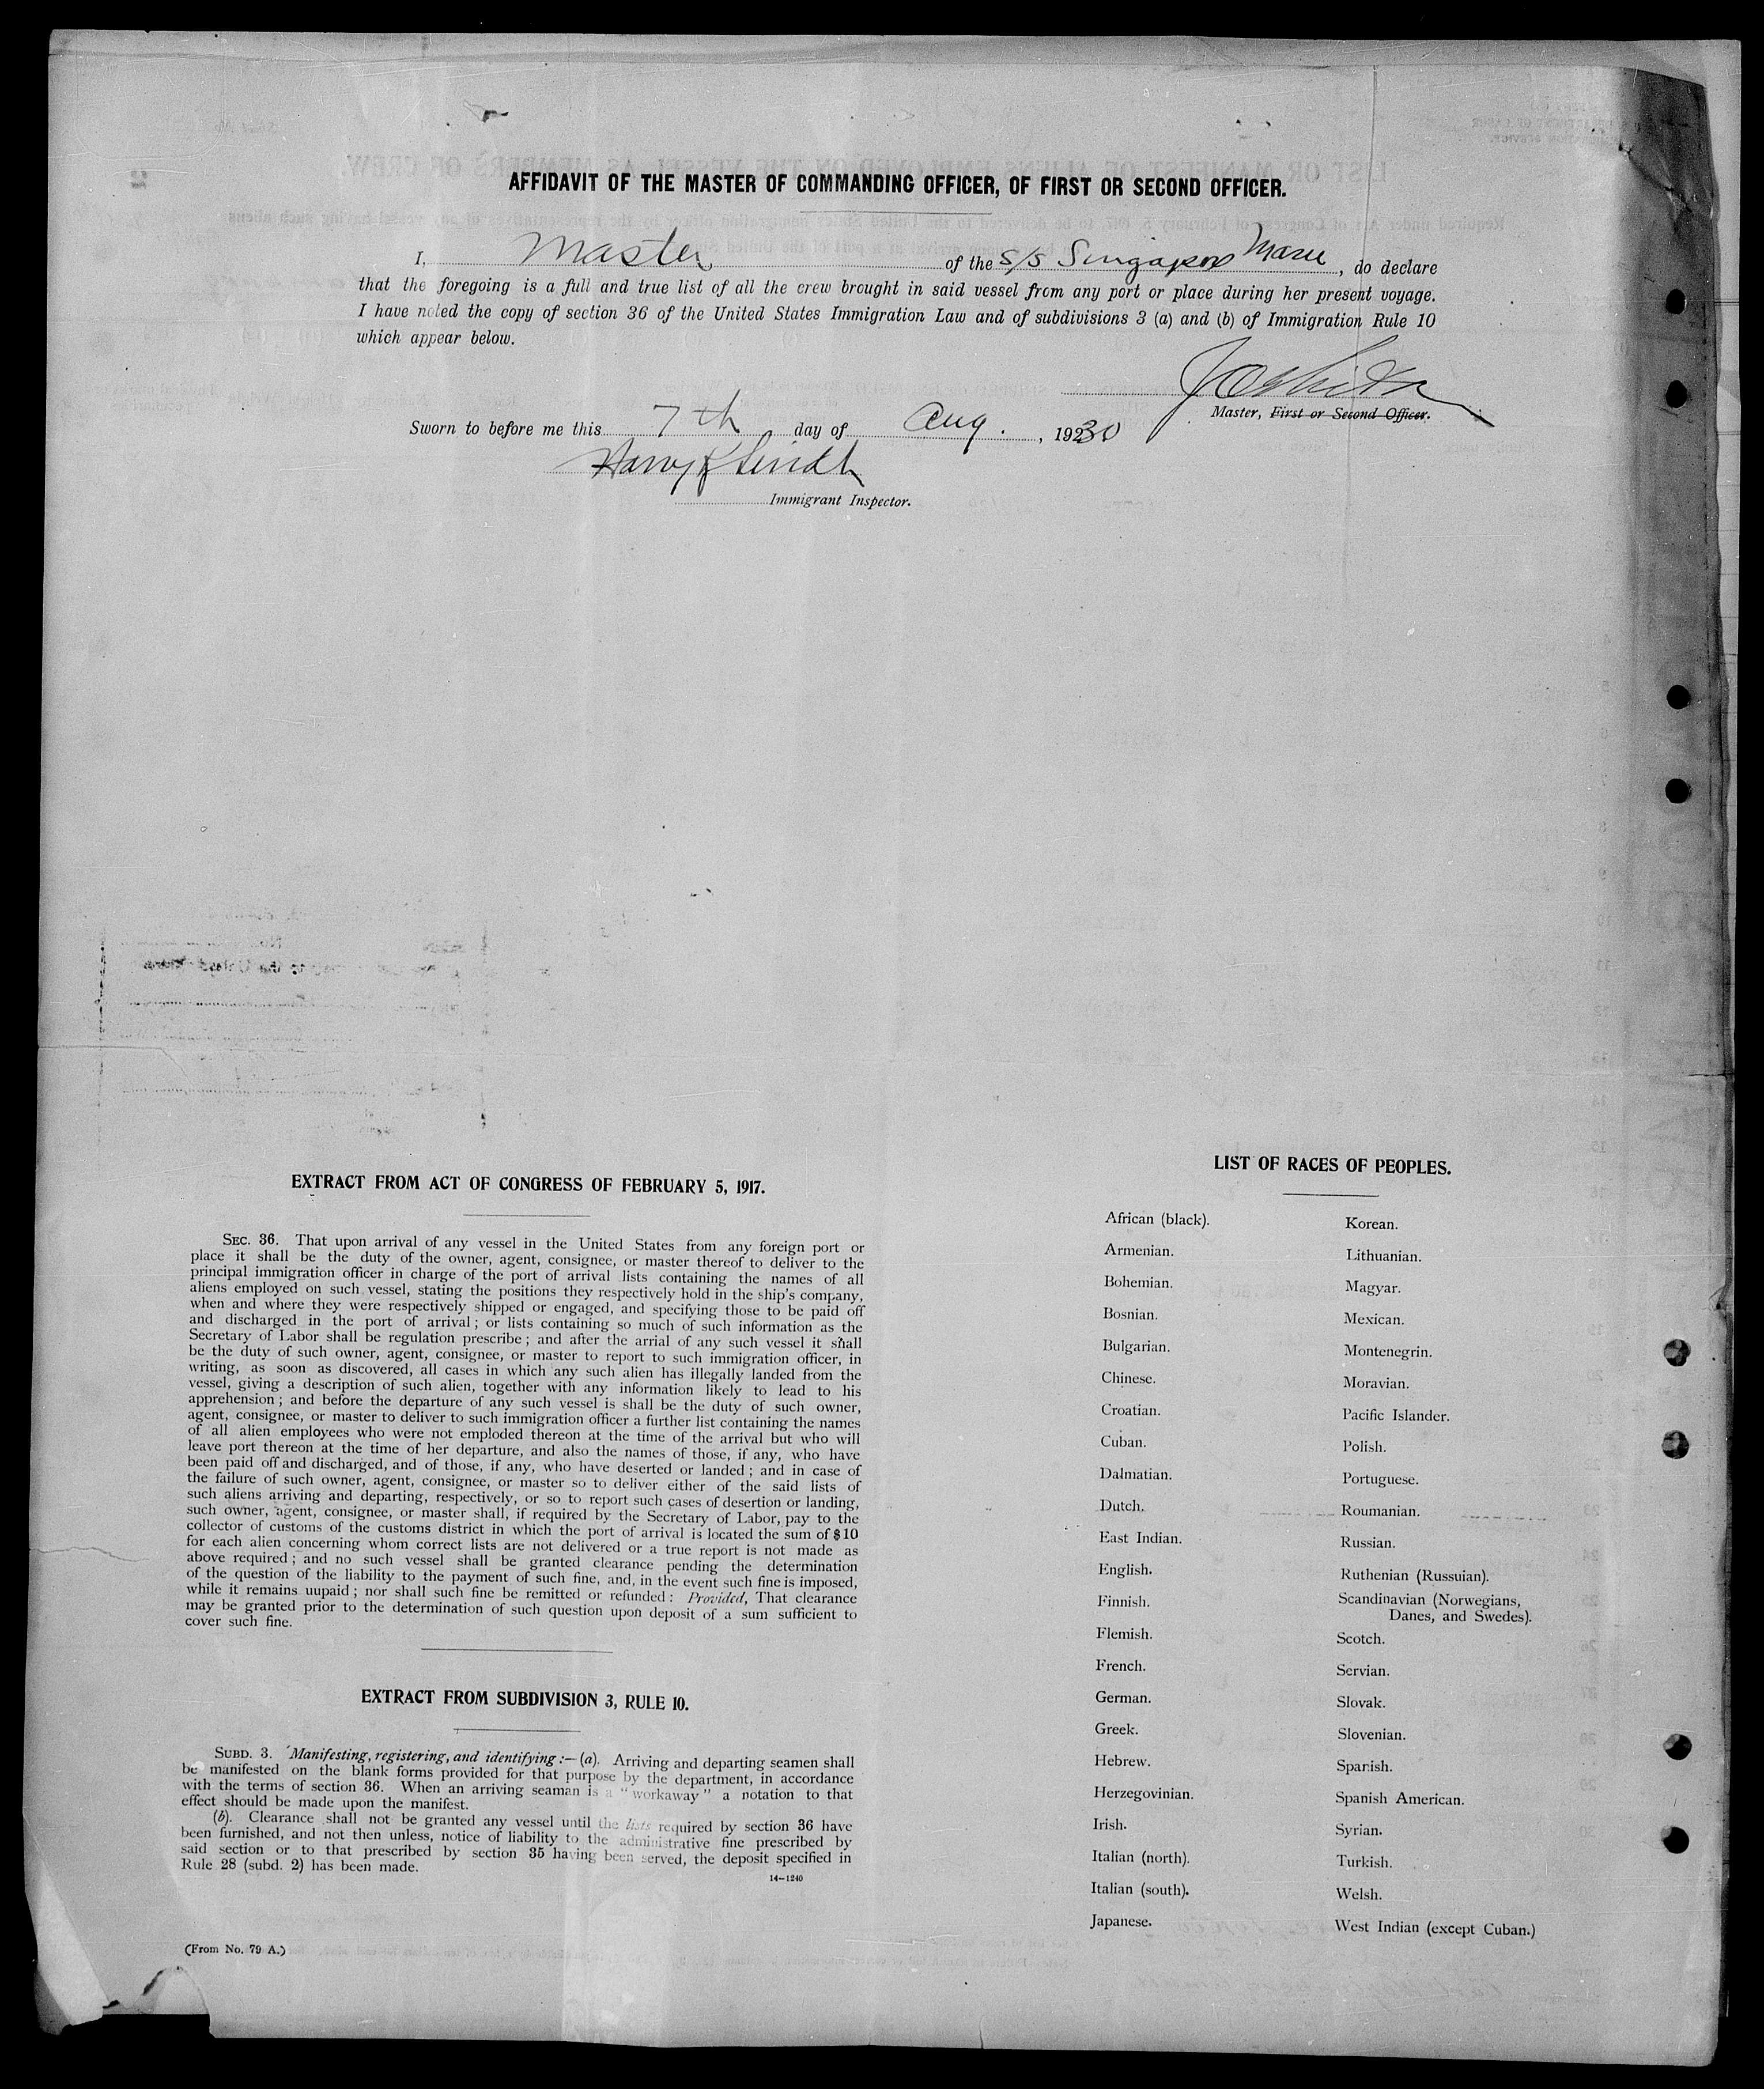 AFFIDAVIT OF THE MASTER OF COMMANDING OFFICER, OF FIRST OR SECOND OFFICER.
I, Master of the S/S Singapore Maru, do declare
that the foregoing is a full and true list of all the crew brought in said vessel from any port or place during her present voyage.
I have noted the copy of section 36 of the United States Immigration Law and of subdivisions 3 (a) and (b) of Immigration Rule 10
which appear below.
Master, First or Second Officer.
Sworn to before me this 7th day of Aug., 1930
Immigrant Inspector.
EXTRACT FROM ACT OF CONGRESS OF FEBRUARY 5, 1917.
SEC. 36. That upon arrival of any vessel in the United States from any foreign port or
place it shall be the duty of the owner, agent, consignee, or master thereof to deliver to the
principal immigration officer in charge of the port of arrival lists containing the names of all
aliens employed on such vessel, stating the positions they respectively hold in the ship's company,
when and where they were respectively shipped or engaged, and specifying those to be paid off
and discharged in the port of arrival; or lists containing so much of such information as the
Secretary of Labor shall be regulation prescribe; and after the arrial of any such vessel it shall
be the duty of such owner, agent, consignee, or master to report to such immigration officer, in
writing, as soon as discovered, all cases in which any such alien has illegally landed from the
vessel, giving a description of such alien, together with any information likely to lead to his
apprehension; and before the departure of any such vessel is shall be the duty of such owner,
agent, consignee, or master to deliver to such immigration officer a further list containing the names
of all alien employees who were not emploded thereon at the time of the arrival but who will
leave port thereon at the time of her departure, and also the names of those, if any, who have
been paid off and discharged, and of those, if any, who have deserted or landed; and in case of
the failure of such owner, agent, consignee, or master so to deliver either of the said lists of
such aliens arriving and departing, respectively, or so to report such cases of desertion or landing,
such owner, agent, consignee, or master shall, if required by the Secretary of Labor, pay to the
collector of customs of the customs district in which the port of arrival is located the sum of $10
for each alien concerning whom correct lists are not delivered or a true report is not made as
above required; and no such vessel shall be granted clearance pending the determination
of the question of the liability to the payment of such fine, and, in the event such fine is imposed,
while it remains uupaid; nor shall such fine be remitted or refunded: Provided, That clearance
may be granted prior to the determination of such question upon deposit of a sum sufficient to
cover such fine.
EXTRACT FROM SUBDIVISION 3, RULE 10.
SUBD. 3. Manifesting, registering, and identifying:—(a). Arriving and departing seamen shall
be manifested on the blank forms provided for that purpose by the department, in accordance
with the terms of section 36. When an arriving seaman is a "workaway" a notation to that
effect should be made upon the manifest.
(b). Clearance shall not be granted any vessel until the lists required by section 36 have
been furnished, and not then unless, notice of liability to the administrative fine prescribed by
said section or to that prescribed by section 35 having been served, the deposit specified in
Rule 28 (subd. 2) has been made.
14—1240
(From No. 79 A.)
LIST OF RACES OF PEOPLES.
African (black).
Armenian.
Bohemian.
Bosnian.
Bulgarian.
Chinese.
Croatian.
Cuban.
Dalmatian.
Dutch.
East Indian.
English.
Finnish.
Flemish.
French.
German.
Greek.
Hebrew.
Herzegovinian.
Irish.
Italian (north).
Italian (south).
Japanese.
Korean.
Lithuanian.
Magyar.
Mexican.
Montenegrin.
Moravian.
Pacific Islander.
Polish.
Portuguese.
Roumanian.
Russian.
Ruthenian (Russuian).
Scandinavian (Norwegians,
Danes, and Swedes).
Scotch.
Servian.
Slovak.
Slovenian.
Spanish.
Spanish American.
Syrian.
Turkish.
Welsh.
West Indian (except Cuban.)